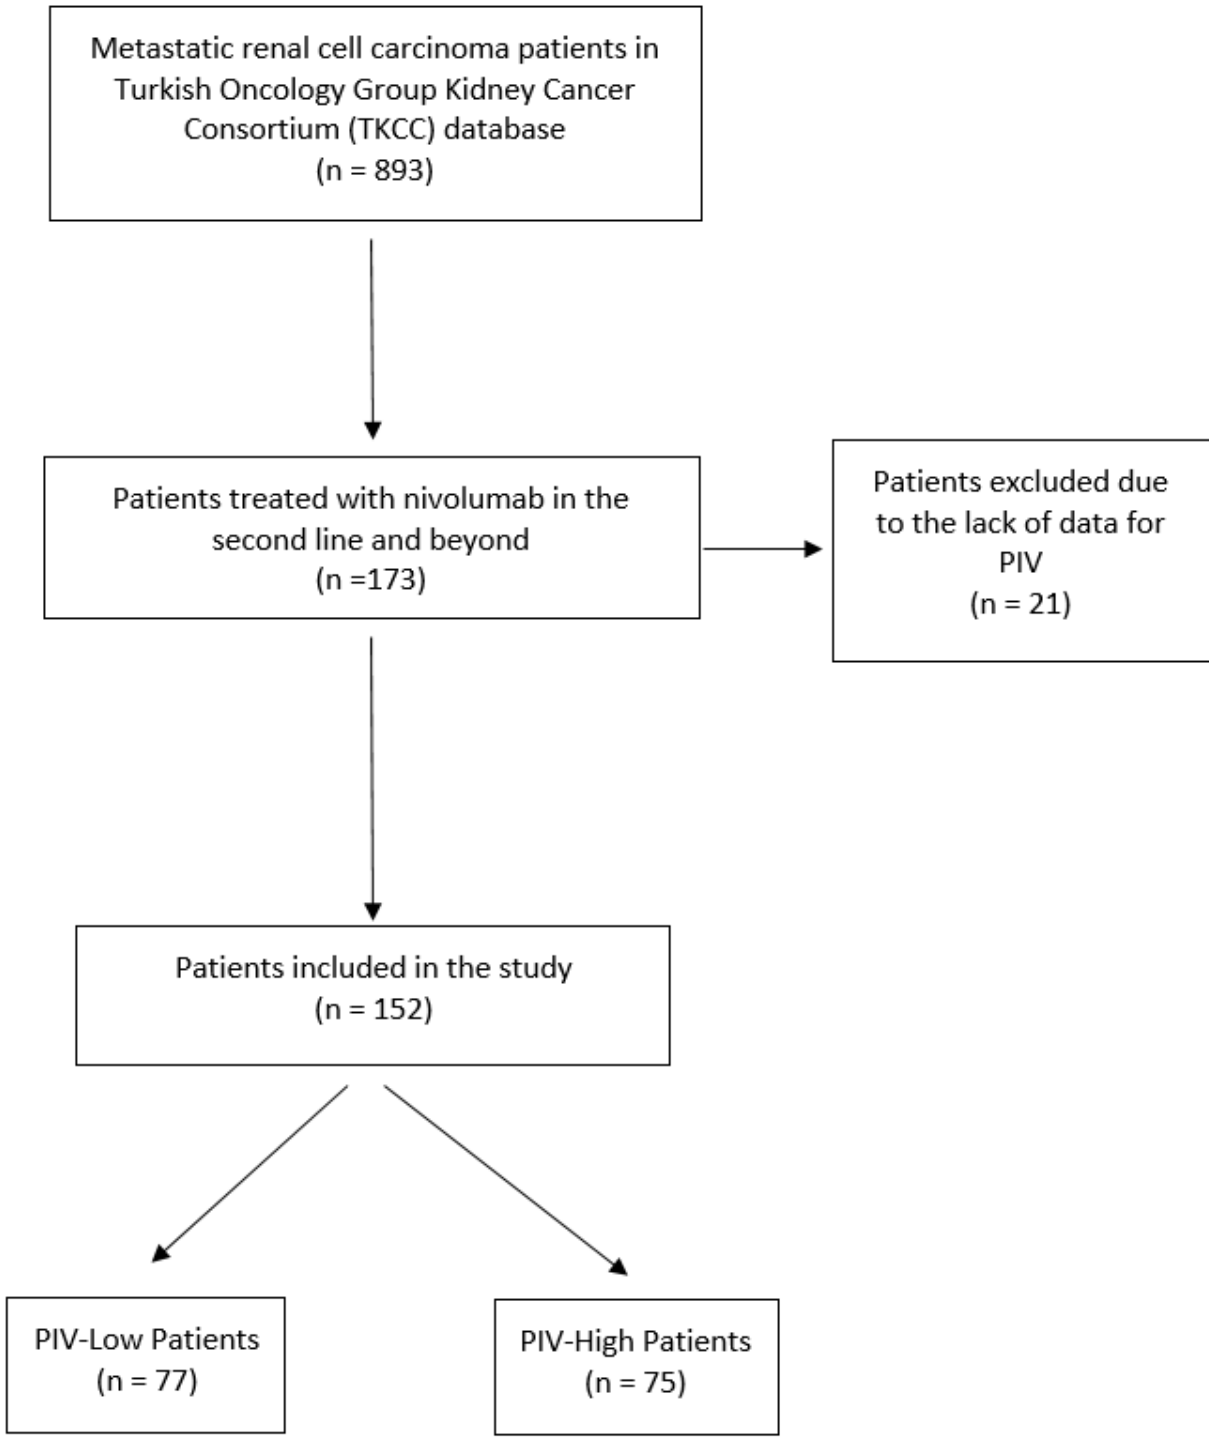 Metastatic renal cell carcinoma patients in
Turkish Oncology Group Kidney Cancer
Consortium (TKCC) database
(n = 893)
Patients treated with nivolumab in the
second line and beyond
(n =173)
Patients excluded due
to the lack of data for
PIV
(n = 21)
Patients included in the study
(n = 152)
PIV-Low Patients
(n = 77)
PIV-High Patients
(n = 75)